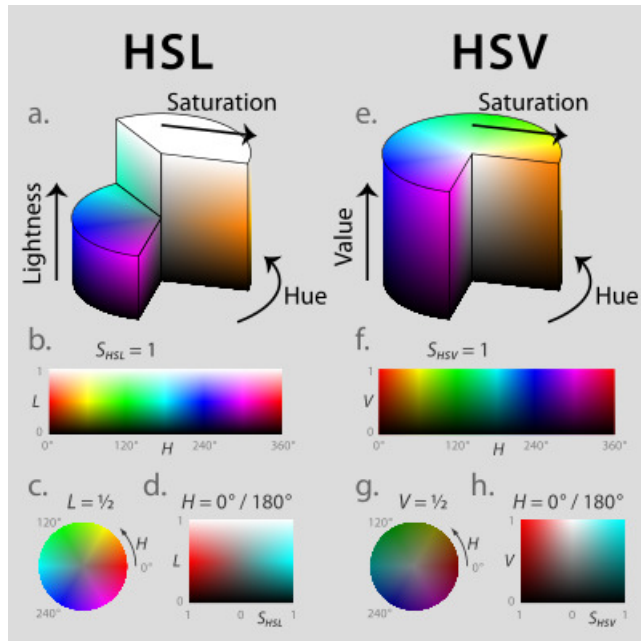 HSL
HSV
a.
Saturation
Lightness
Hue
e.
Saturation
Value
Hue
b.
S_HSL = 1
1
L
0
0° 120° 240° 360°
H
f.
S_HSV = 1
1
V
0
0° 120° 240° 360°
H
c.
L = ½
120°
H
0°
240°
d.
H = 0° / 180°
1
L
0
1 0 S_HSL 1
g.
V = ½
120°
H
0°
240°
h.
H = 0° / 180°
1
V
0
1 0 S_HSV 1